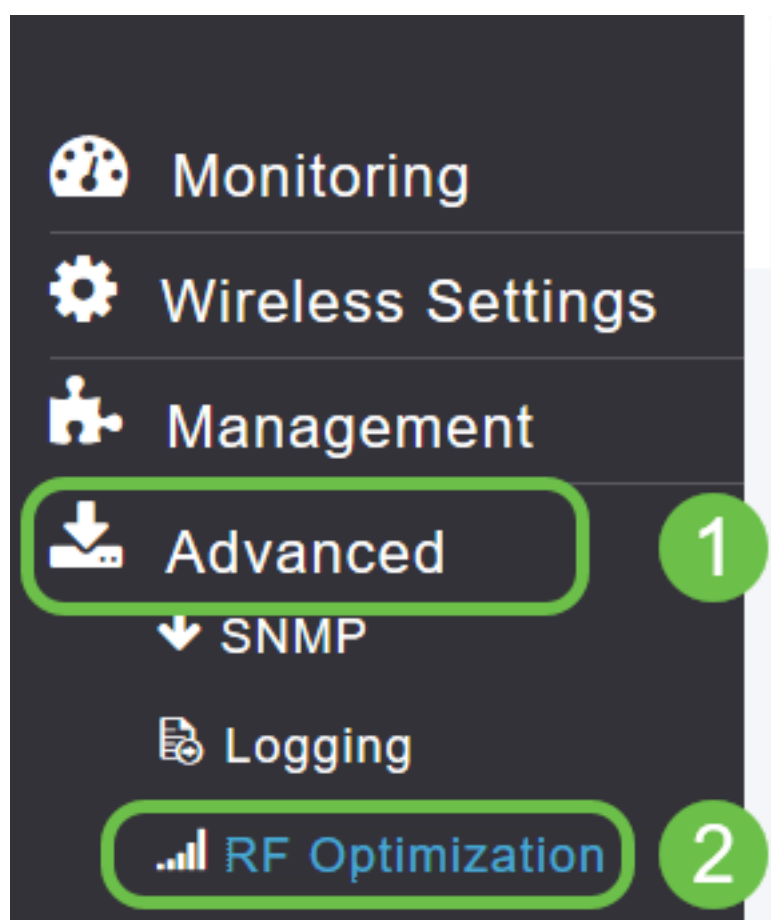 Monitoring
Wireless Settings
Management
Advanced
1
SNMP
Logging
RF Optimization
2